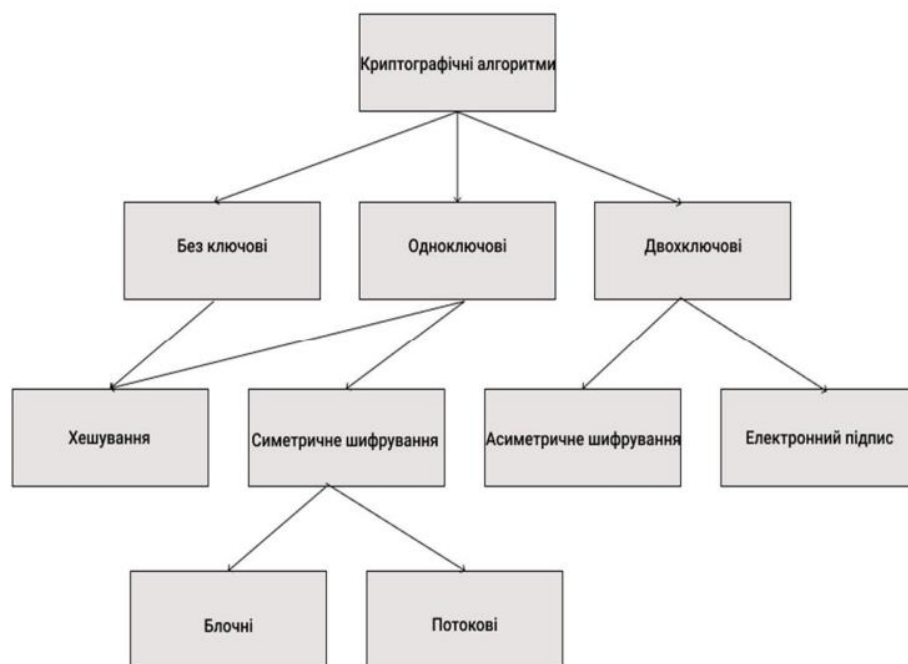 Криптографічні алгоритми
Без ключові
Одноключові
Двохключові
Хешування
Симетричне шифрування
Асиметричне шифрування
Електронний підпис
Блочні
Потокові